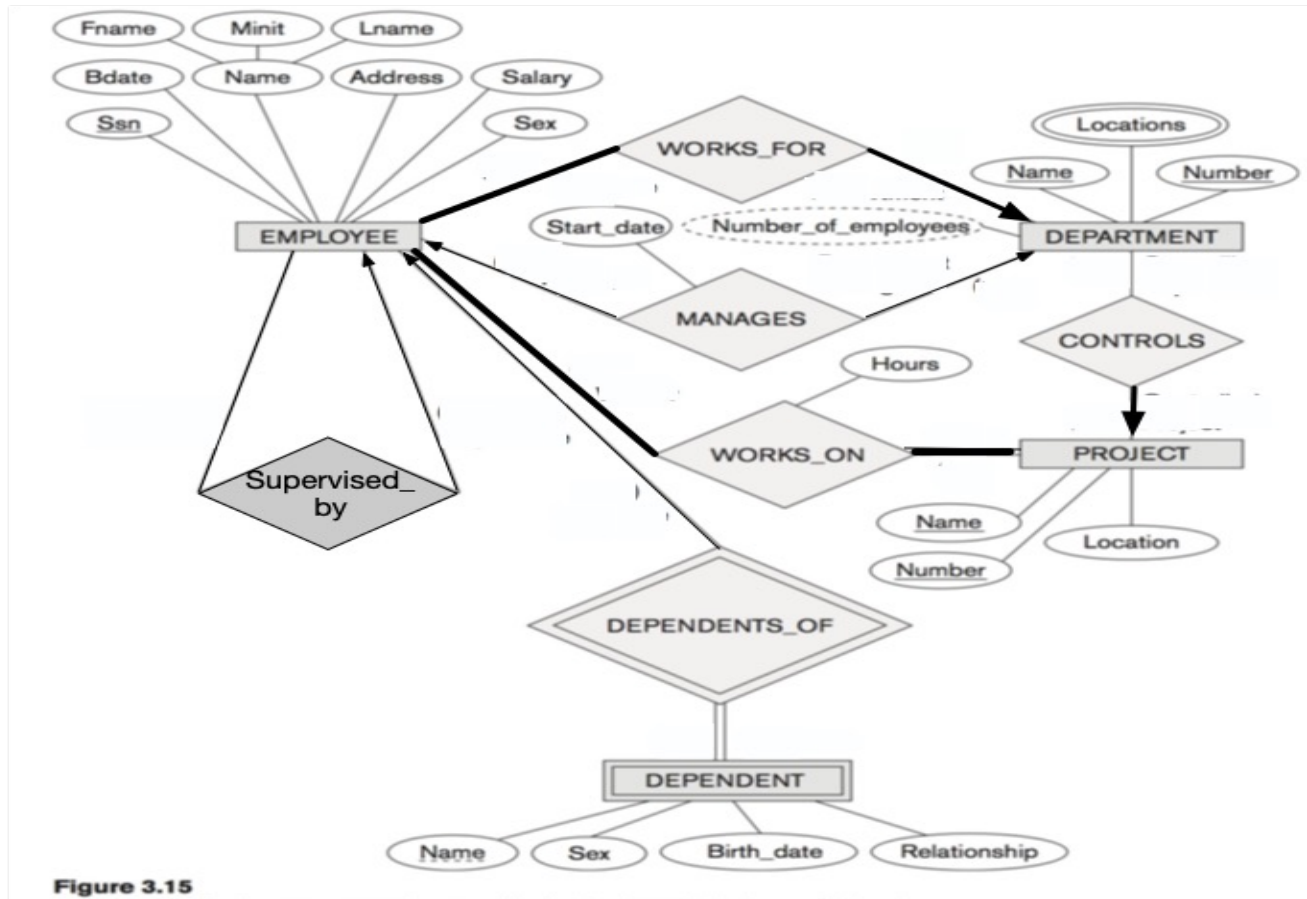 Fname Minit Lname
Bdate Name Address Salary
Ssn Sex
WORKS_FOR
Locations
Name Number
Start_date Number_of_employees
EMPLOYEE DEPARTMENT
MANAGES
CONTROLS
Hours
WORKS_ON PROJECT
Supervised_
by
Name
Location
Number
DEPENDENTS_OF
DEPENDENT
Name Sex Birth_date Relationship
Figure 3.15